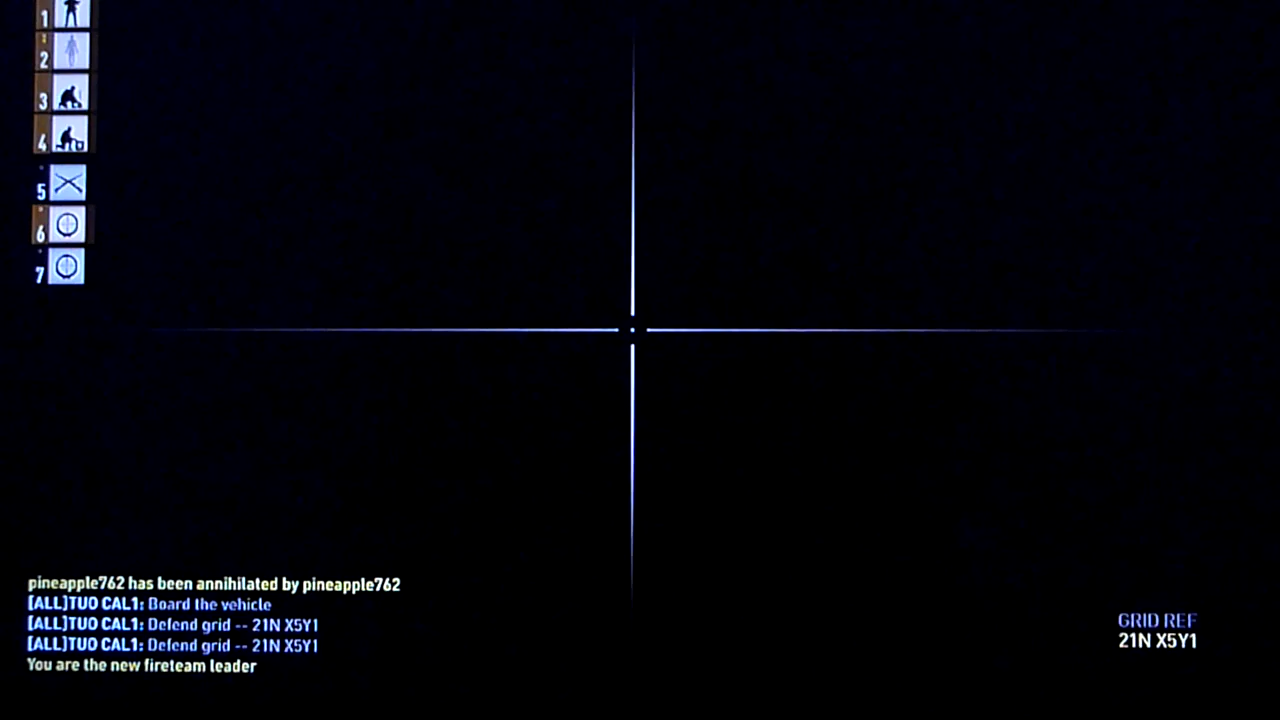 1
2
3
4
5
6
7
pineapple762 has been annihilated by pineapple762
[ALL]TUO CAL1: Board the vehicle
[ALL]TUO CAL1: Defend grid -- 21N X5Y1
[ALL]TUO CAL1: Defend grid -- 21N X5Y1
You are the new fireteam leader
GRID REF
21N X5Y1